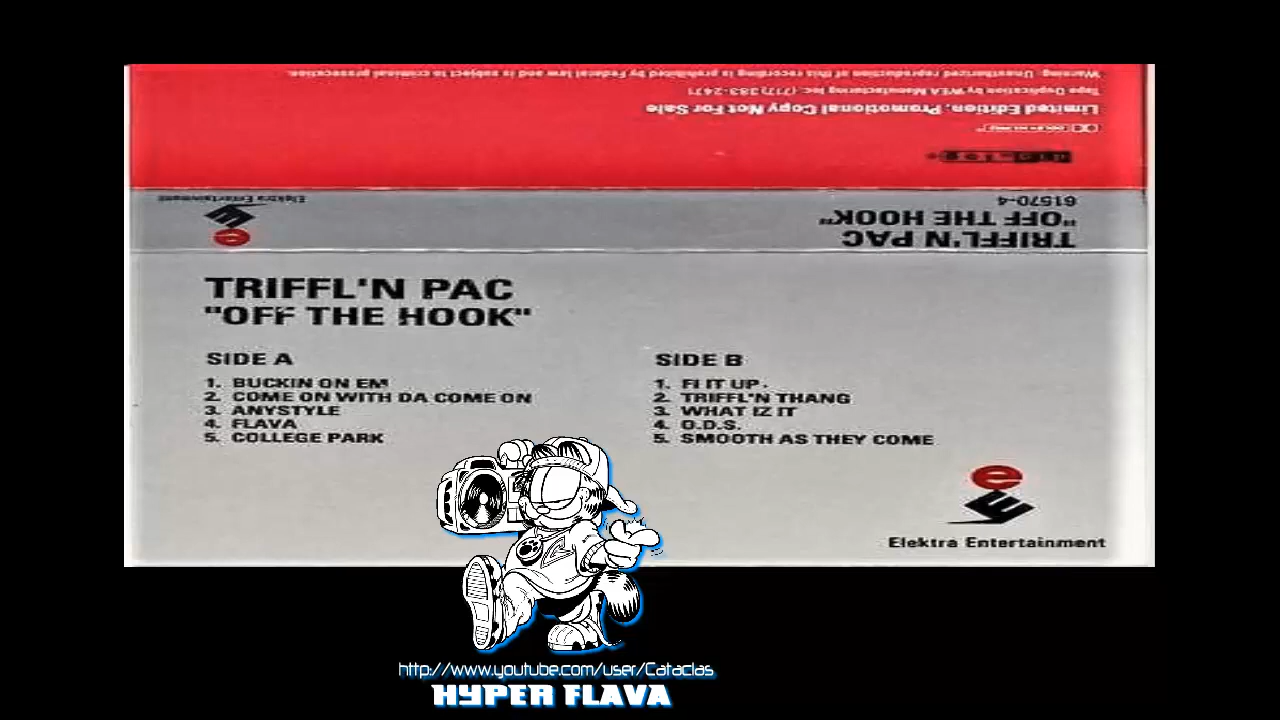 Warning: Unauthorized reproduction of this recording is prohibited by Federal law and is subject to criminal prosecution.
Tape Duplication by WEA Manufacturing Inc. (717) 383-2471
Limited Edition, Promotional Copy Not For Sale
Elektra Entertainment
61570-4
"OFF THE HOOK"
TRIFFL'N PAC
TRIFFL'N PAC
"OFF THE HOOK"
SIDE A
1. BUCKIN ON EM
2. COME ON WITH DA COME ON
3. ANYSTYLE
4. FLAVA
5. COLLEGE PARK
SIDE B
1. FI IT UP
2. TRIFFL'N THANG
3. WHAT IZ IT
4. O.D.S.
5. SMOOTH AS THEY COME
Elektra Entertainment
http://www.youtube.com/user/Cataclas
HYPER FLAVA